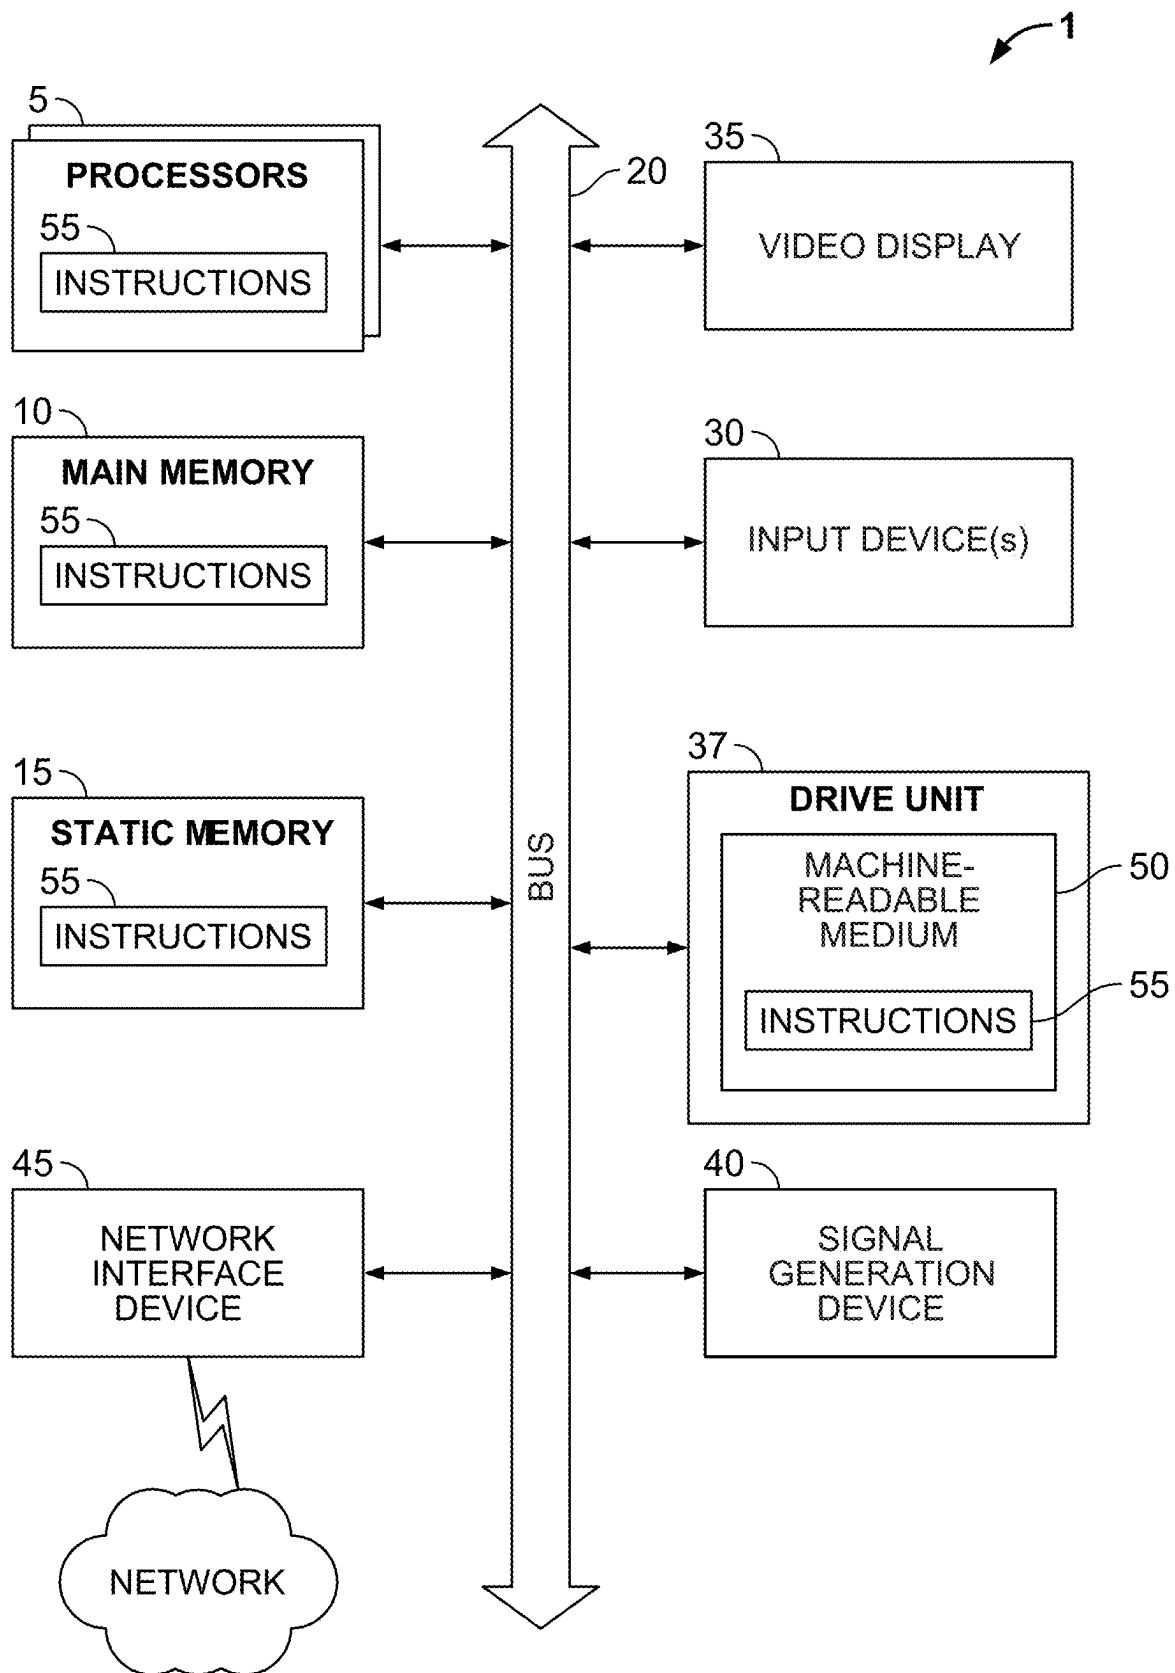 1
5
PROCESSORS
55
INSTRUCTIONS
20
35
VIDEO DISPLAY
10
MAIN MEMORY
55
INSTRUCTIONS
30
INPUT DEVICE(s)
15
STATIC MEMORY
55
INSTRUCTIONS
BUS
37
DRIVE UNIT
MACHINE-
READABLE
MEDIUM
50
INSTRUCTIONS
55
45
NETWORK
INTERFACE
DEVICE
40
SIGNAL
GENERATION
DEVICE
NETWORK